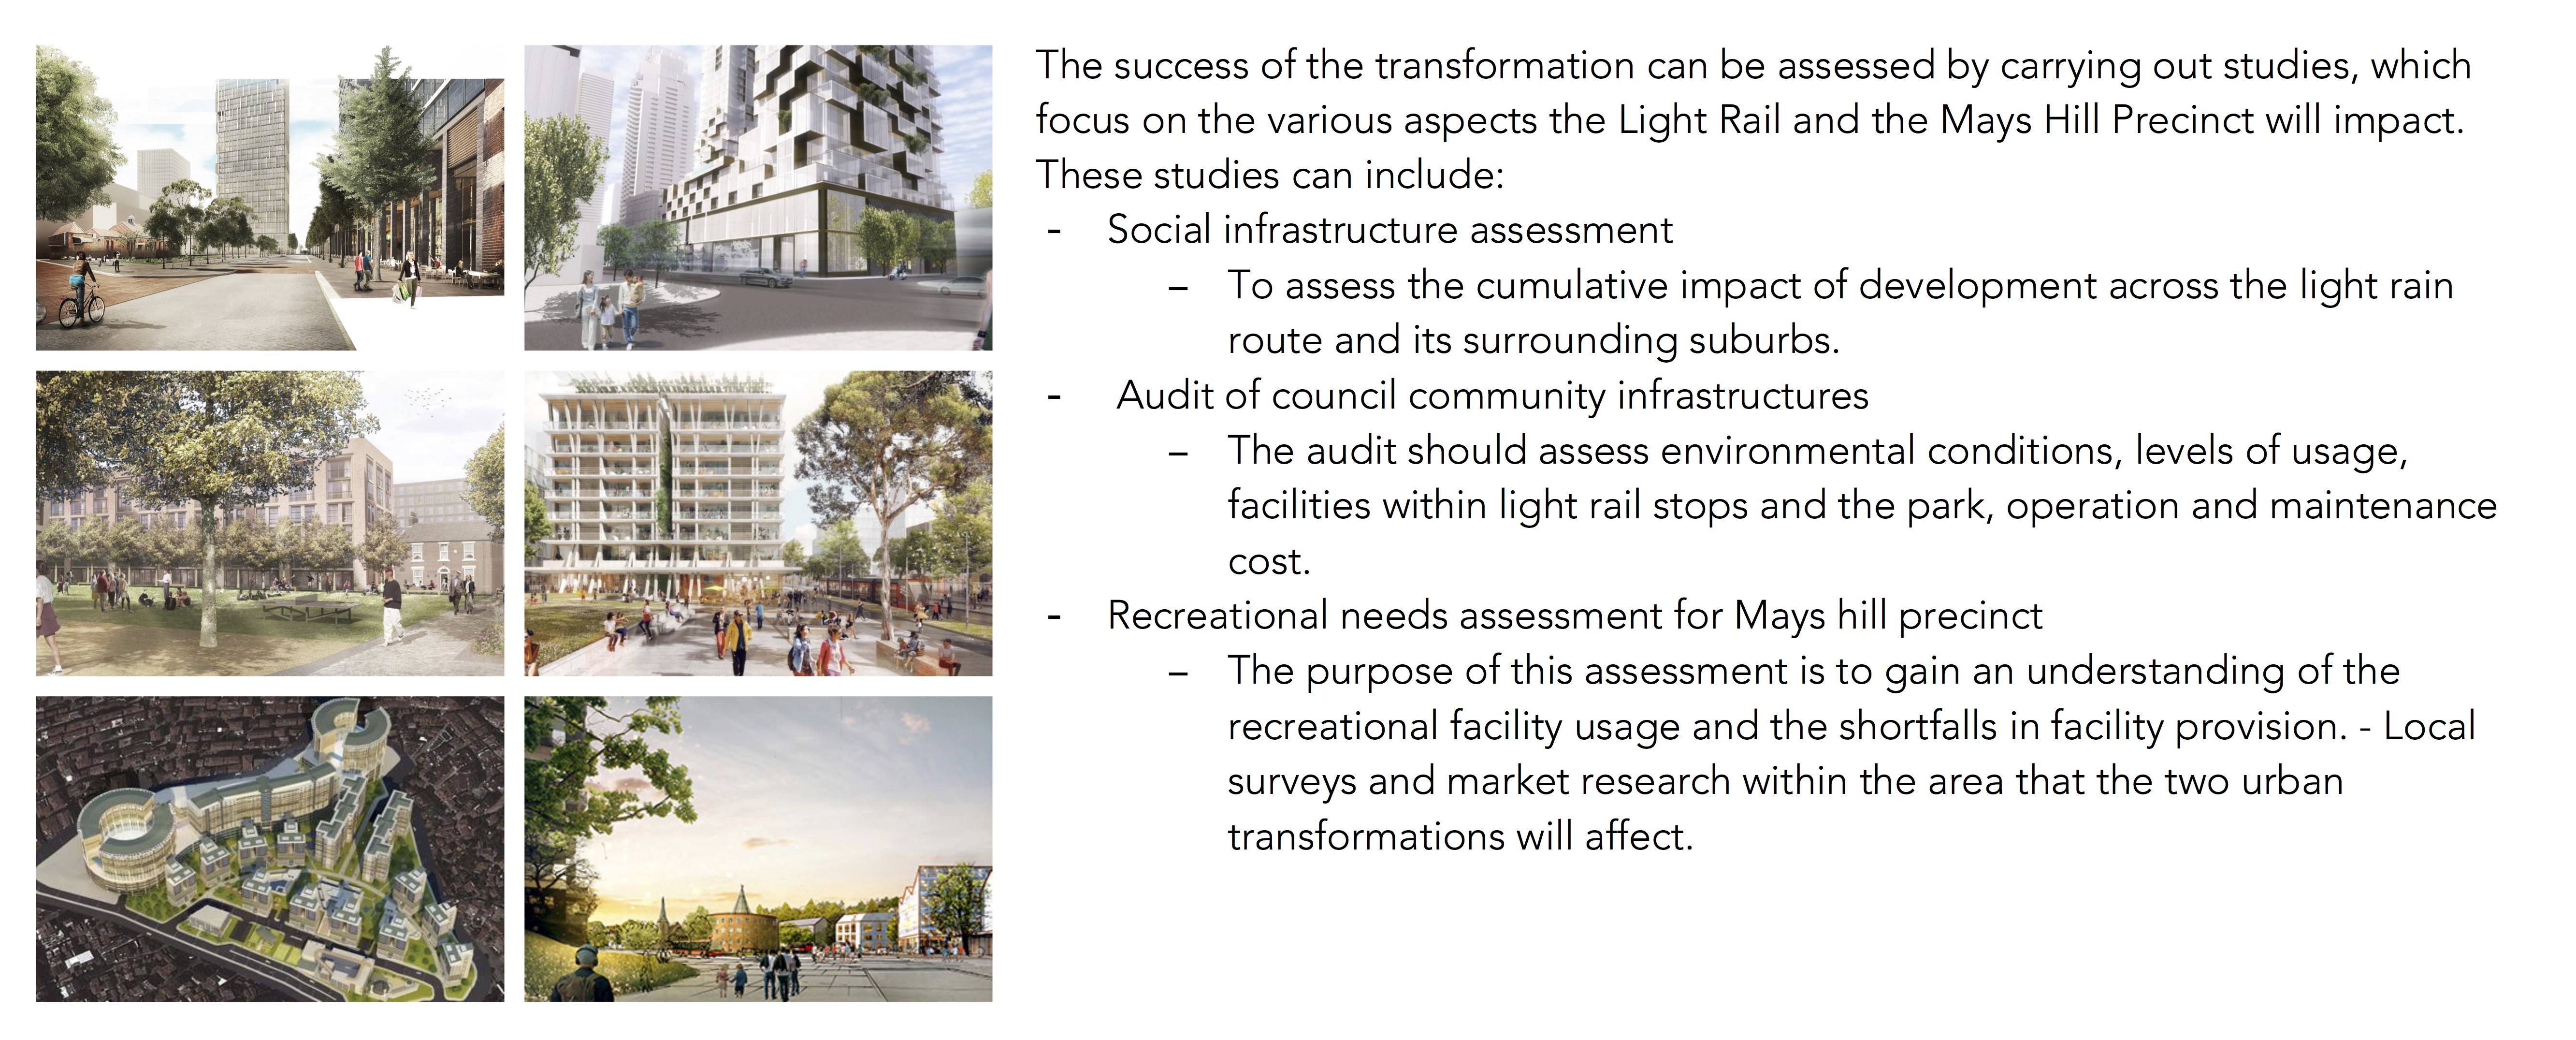 The success of the transformation can be assessed by carrying out studies, which
focus on the various aspects the Light Rail and the Mays Hill Precinct will impact.
These studies can include:
- Social infrastructure assessment
– To assess the cumulative impact of development across the light rain
route and its surrounding suburbs.
- Audit of council community infrastructures
– The audit should assess environmental conditions, levels of usage,
facilities within light rail stops and the park, operation and maintenance
cost.
- Recreational needs assessment for Mays hill precinct
– The purpose of this assessment is to gain an understanding of the
recreational facility usage and the shortfalls in facility provision. - Local
surveys and market research within the area that the two urban
transformations will affect.